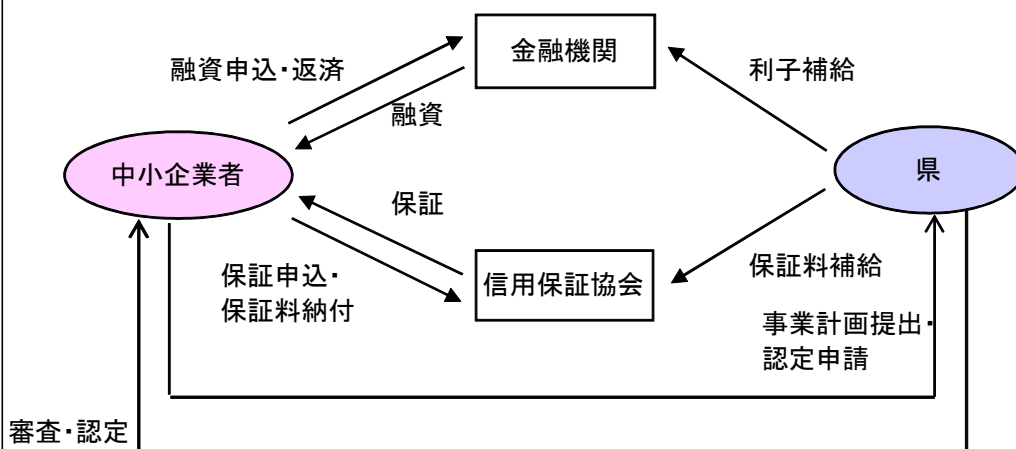 金融機関
融資申込・返済
利子補給
融資
中小企業者
県
保証
保証申込・
保証料納付
信用保証協会
保証料補給
事業計画提出・
認定申請
審査・認定